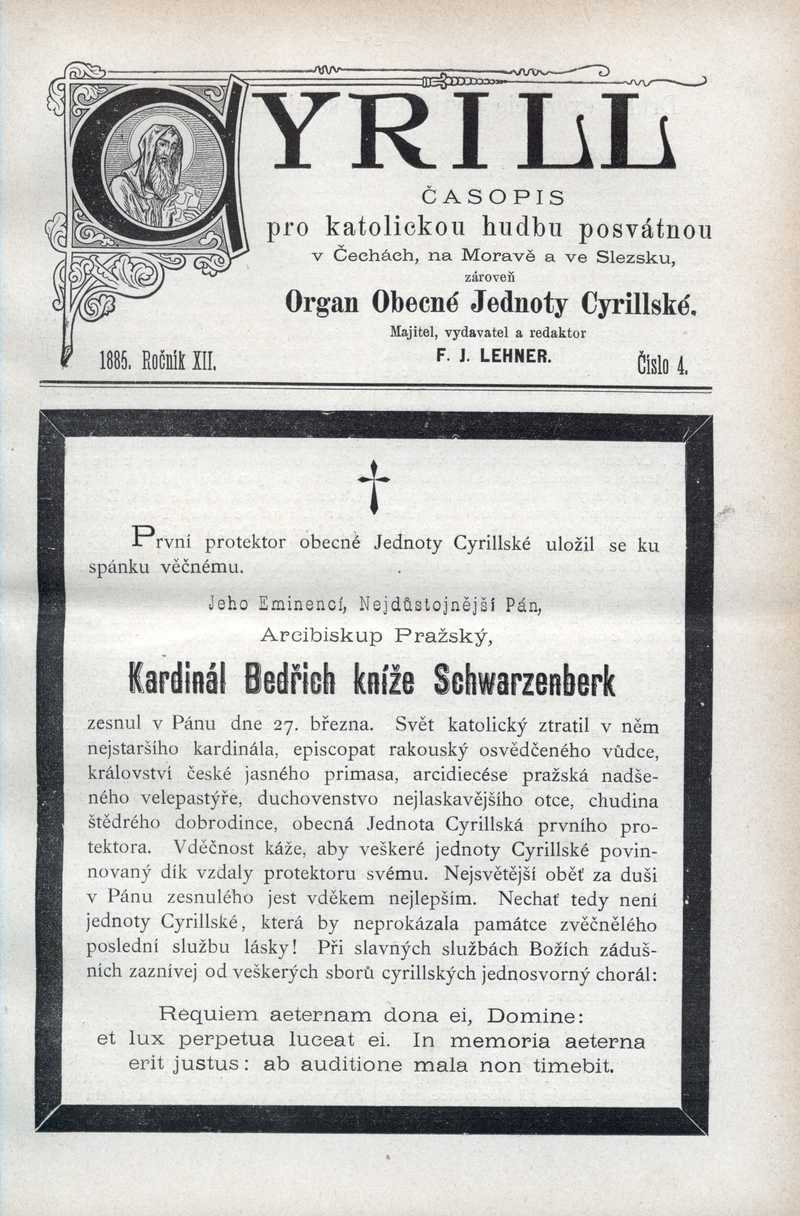 CYRILL
ČASOPIS
pro katolickou hudbu posvátnou
v Čechách, na Moravě a ve Slezsku,
zároveň
Organ Obecné Jednoty Cyrillské.
Majitel, vydavatel a redaktor
1885. Ročník XII.
F. J. LEHNER.
Číslo 4.
První protektor obecné Jednoty Cyrillské uložil se ku
spánku věčnému.
Jeho Eminencí, Nejdůstojnější Pán,
Arcibiskup Pražský,
Kardinál Bedřich kníže Schwarzenberk
zesnul v Pánu dne 27. března. Svět katolický ztratil v něm
nejstaršího kardinála, episcopat rakouský osvědčeného vůdce,
království české jasného primasa, arcidiecése pražská nadše-
ného velepastýře, duchovenstvo nejlaskavějšího otce, chudina
štědrého dobrodince, obecná Jednota Cyrillská prvního pro-
tektora. Vděčnost káže, aby veškeré jednoty Cyrillské povin-
novaný dík vzdaly protektoru svému. Nejsvětější oběť za duši
v Pánu zesnulého jest vděkem nejlepším. Nechať tedy není
jednoty Cyrillské, která by neprokázala památce zvěčnělého
poslední službu lásky! Při slavných službách Božích záduš-
ních zaznívej od veškerých sborů cyrillských jednosvorný chorál:
Requiem aeternam dona ei, Domine:
et lux perpetua luceat ei. In memoria aeterna
erit justus: ab auditione mala non timebit.